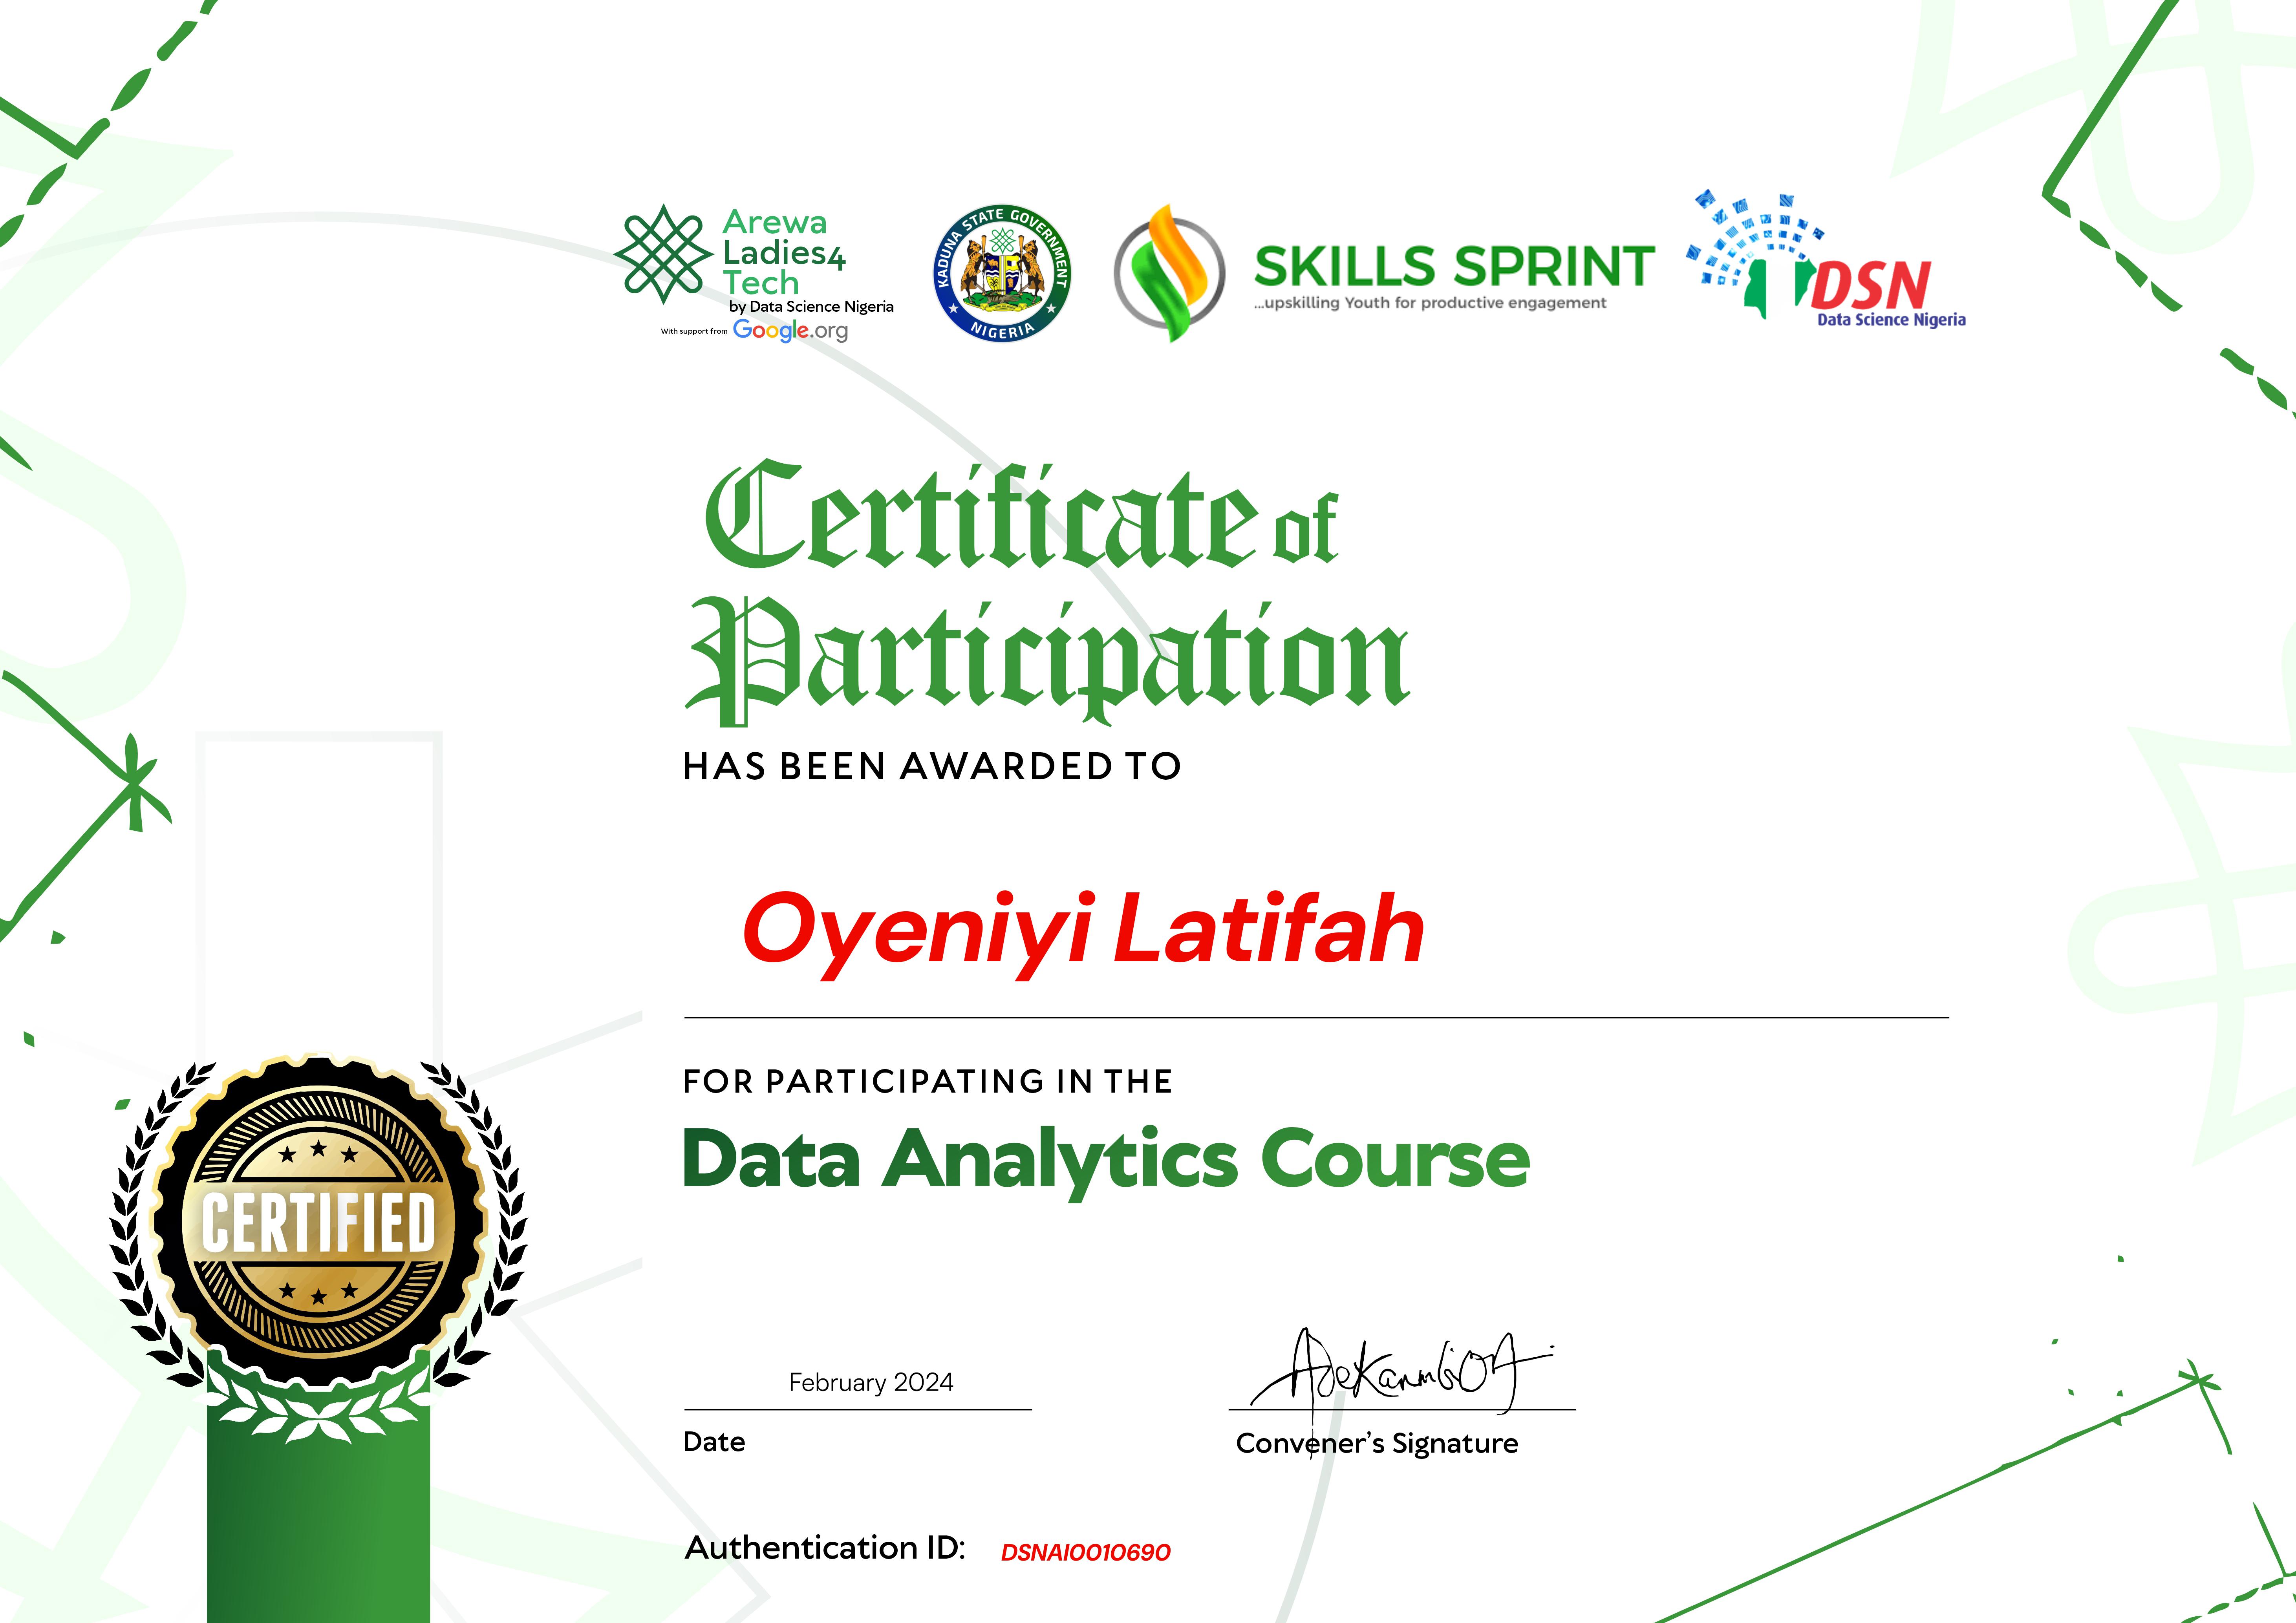 Arewa
Ladies4
Tech
by Data Science Nigeria
With support from Google.org
KADUNA STATE GOVERNMENT
NIGERIA
SKILLS SPRINT
...upskilling Youth for productive engagement
DSN
Data Science Nigeria
Certificate of
Participation
HAS BEEN AWARDED TO
Oyeniyi Latifah
FOR PARTICIPATING IN THE
Data Analytics Course
CERTIFIED
February 2024
AdeKanmbi OA
Date
Convener's Signature
Authentication ID: DSNAI0010690